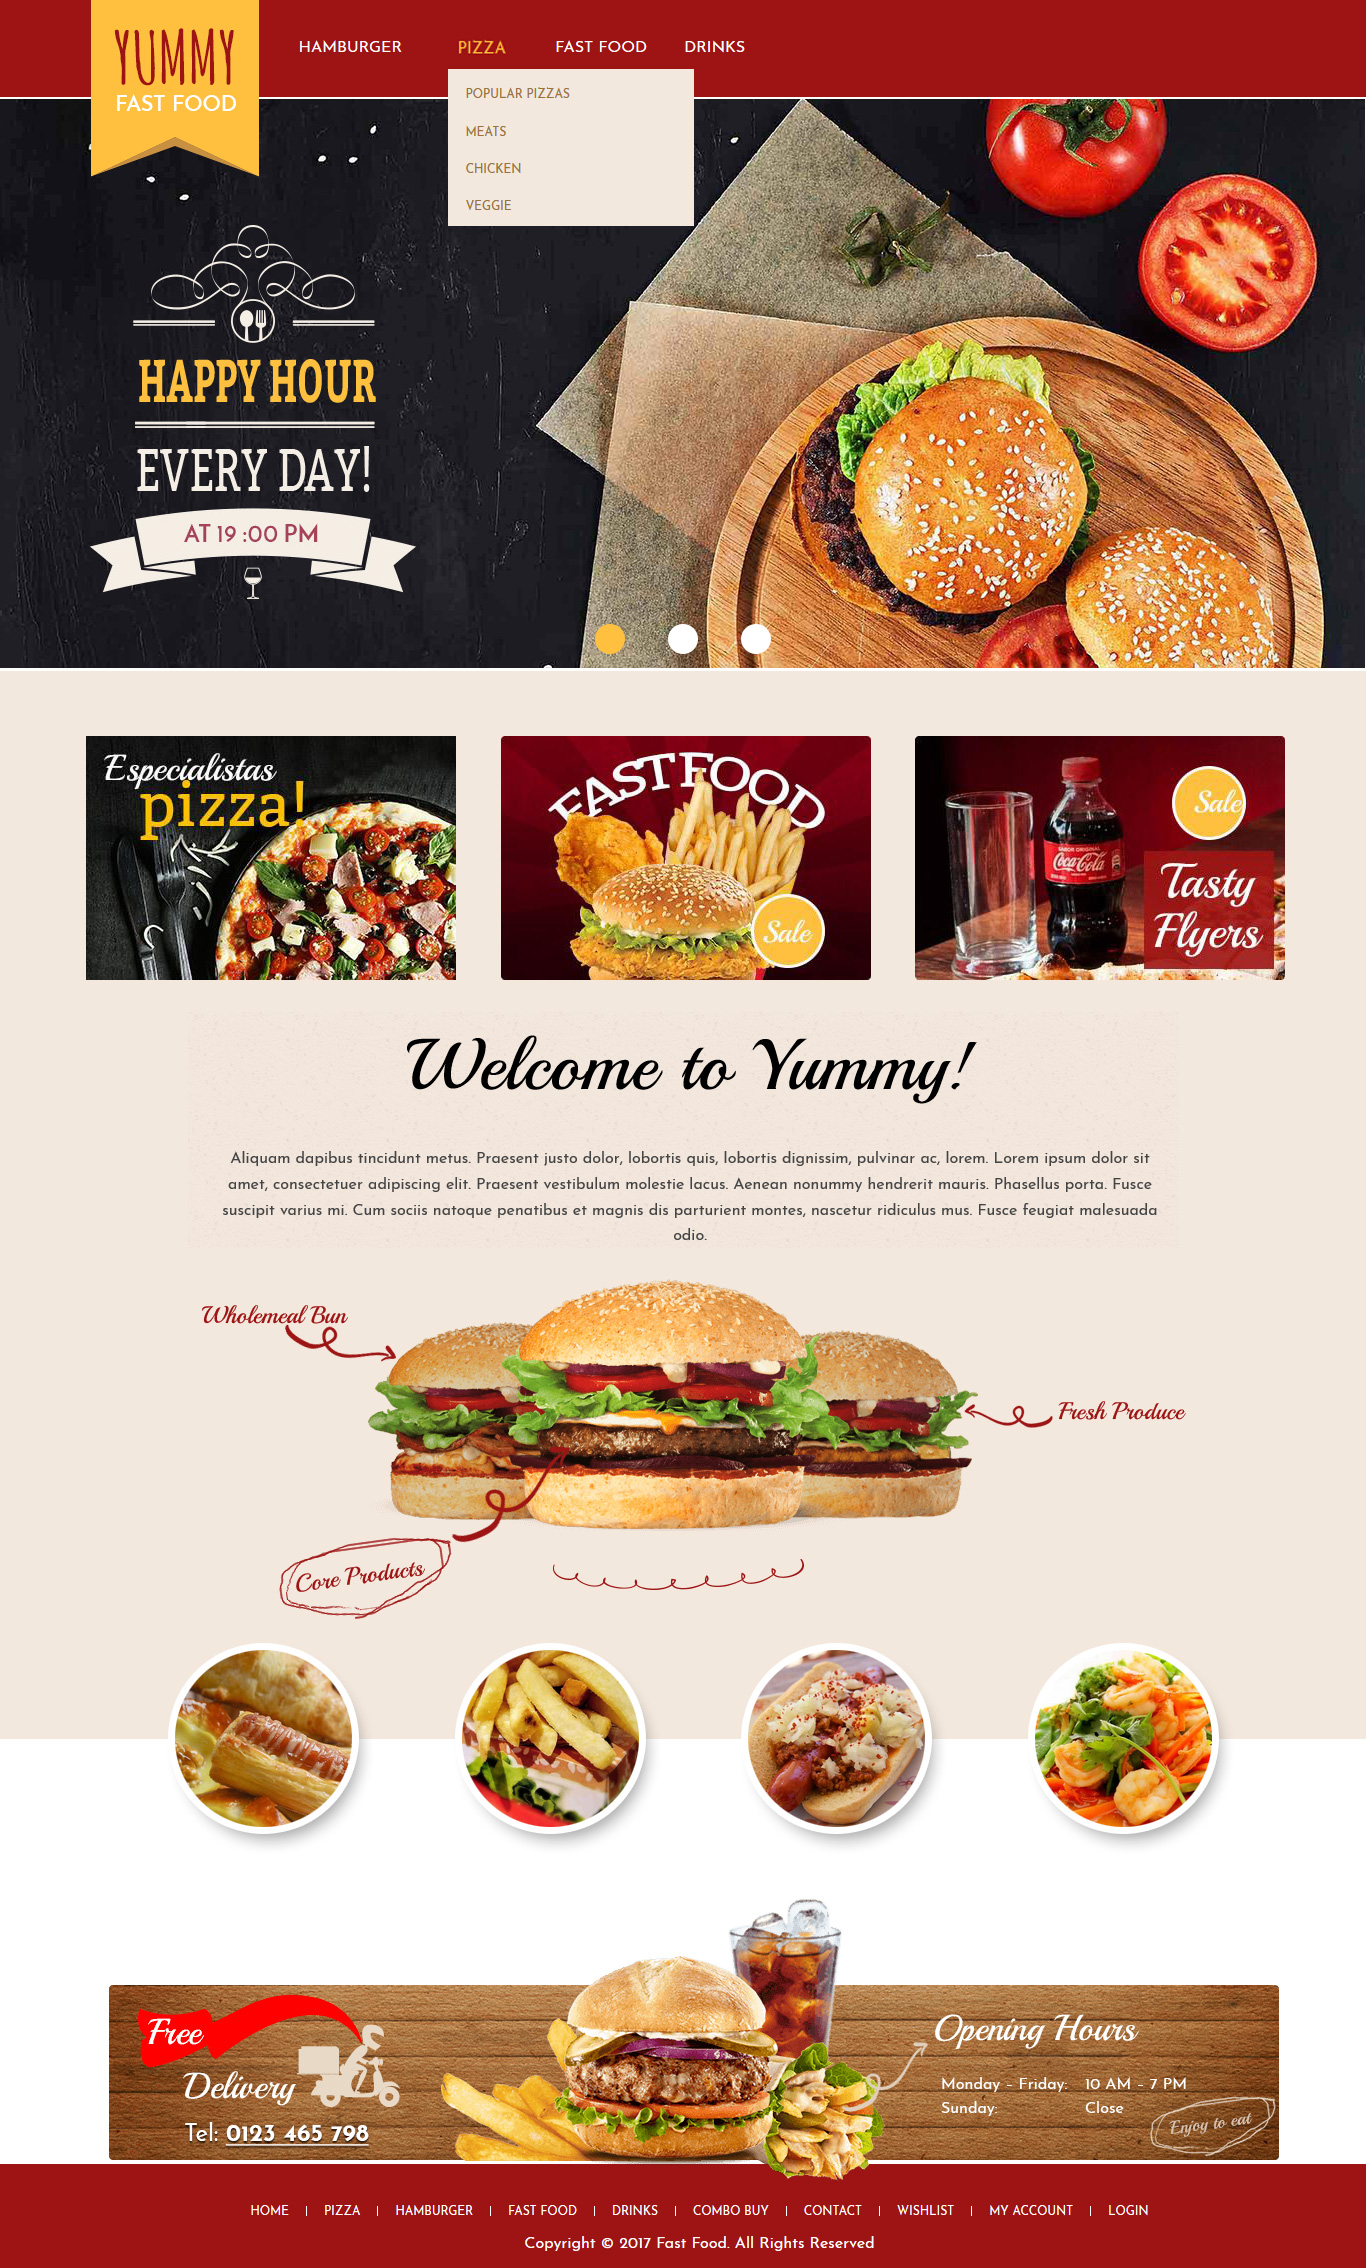 YUMMY
FAST FOOD
HAMBURGER
PIZZA
FAST FOOD
DRINKS
POPULAR PIZZAS
MEATS
CHICKEN
VEGGIE
HAPPY HOUR
EVERY DAY!
AT 19 :00 PM
Especialistas
pizza!
FAST FOOD
Sale
Sale
SABOR ORIGINAL
Coca-Cola
Tasty
Flyers
Welcome to Yummy!
Aliquam dapibus tincidunt metus. Praesent justo dolor, lobortis quis, lobortis dignissim, pulvinar ac, lorem. Lorem ipsum dolor sit
amet, consectetuer adipiscing elit. Praesent vestibulum molestie lacus. Aenean nonummy hendrerit mauris. Phasellus porta. Fusce
suscipit varius mi. Cum sociis natoque penatibus et magnis dis parturient montes, nascetur ridiculus mus. Fusce feugiat malesuada
odio.
Wholemeal Bun
Fresh Produce
Core Products
Free
Delivery
Tel: 0123 465 798
Opening Hours
Monday – Friday: 10 AM – 7 PM
Sunday: Close
Enjoy to eat
HOME | PIZZA | HAMBURGER | FAST FOOD | DRINKS | COMBO BUY | CONTACT | WISHLIST | MY ACCOUNT | LOGIN
Copyright © 2017 Fast Food. All Rights Reserved